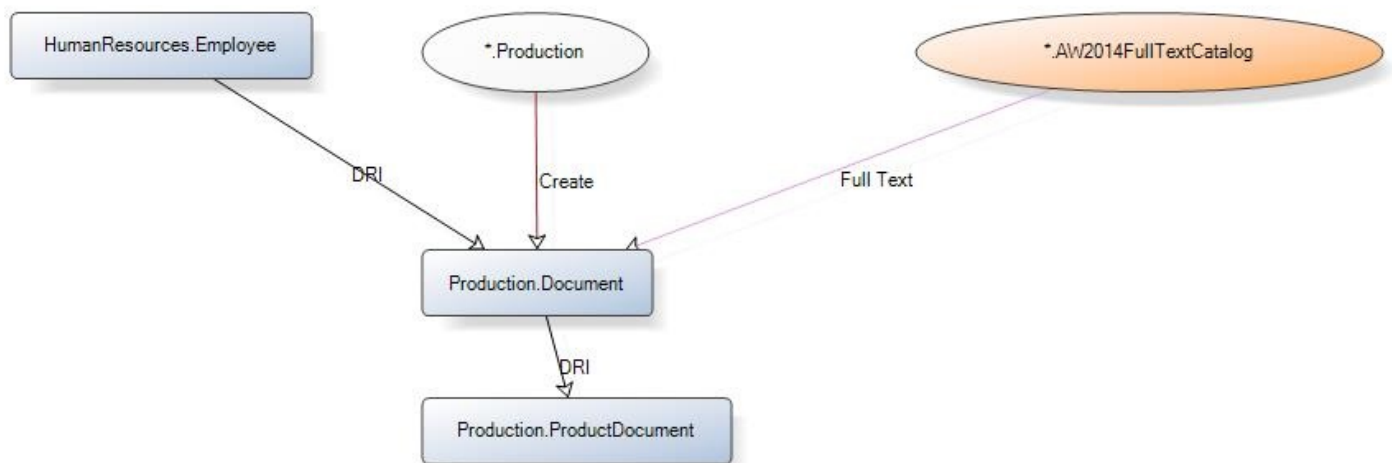 HumanResources.Employee
*.Production
*.AW2014FullTextCatalog
DRI
Create
Full Text
Production.Document
DRI
Production.ProductDocument